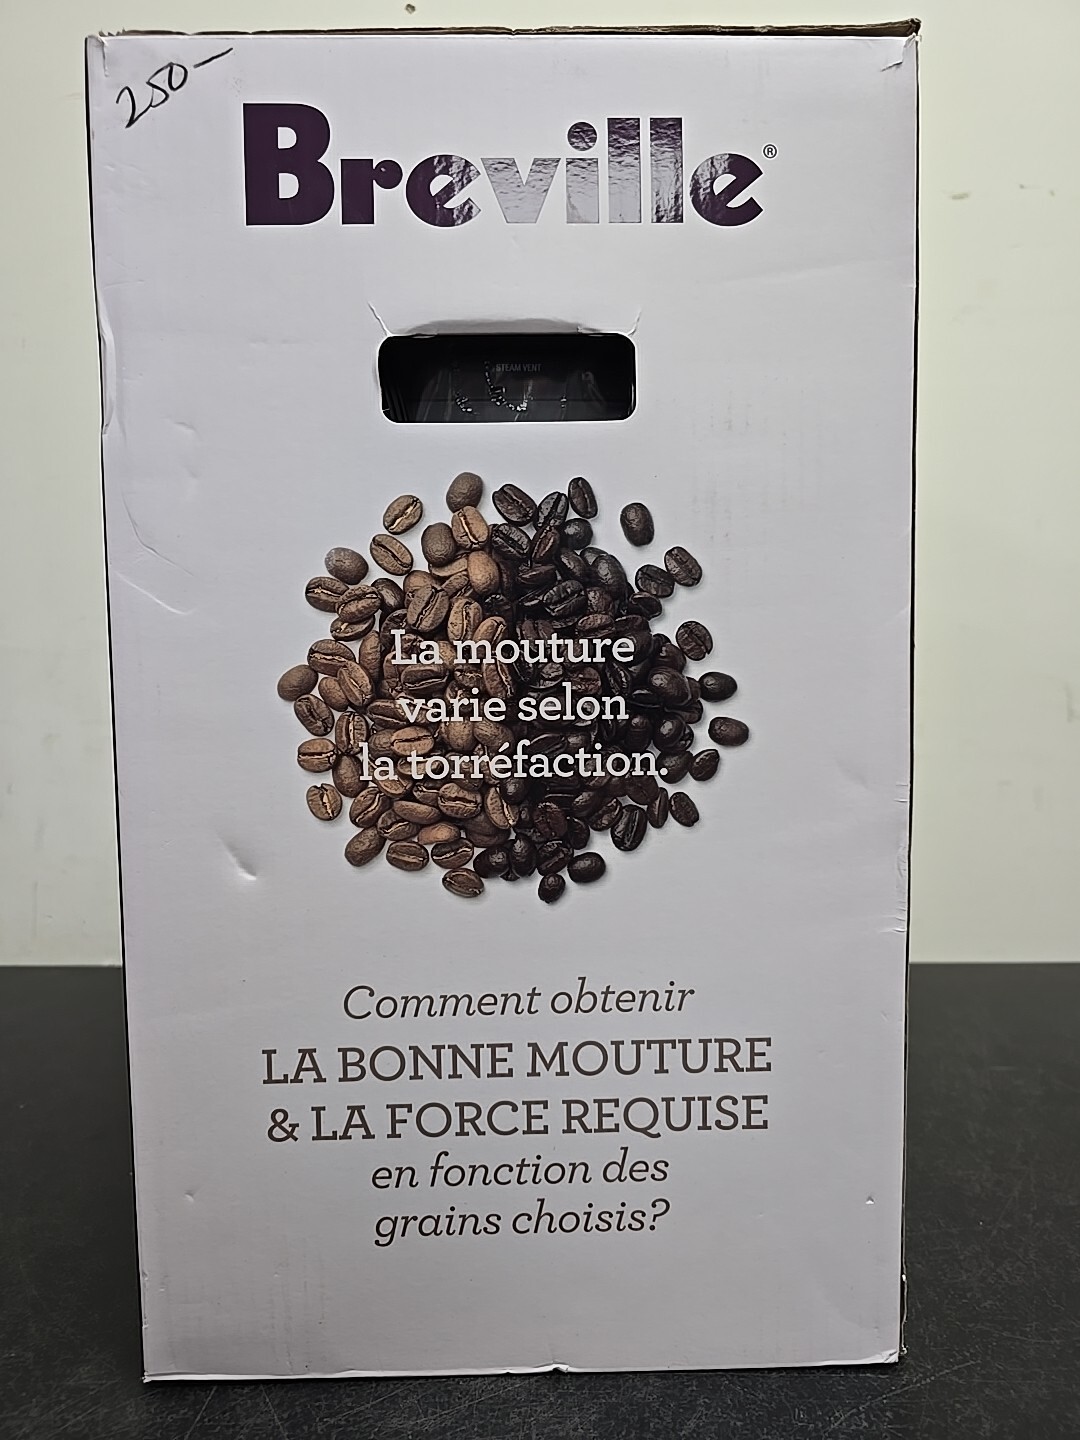 250-
Breville®
STEAM VENT
La mouture
varie selon
la torréfaction.
Comment obtenir
LA BONNE MOUTURE
& LA FORCE REQUISE
en fonction des
grains choisis?